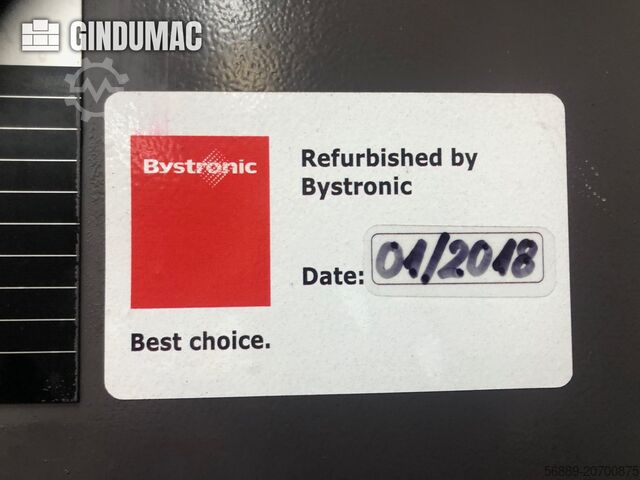 GINDUMAC
Bystronic
Refurbished by
Bystronic
Date: 01/2018
Best choice.
56889-20700875